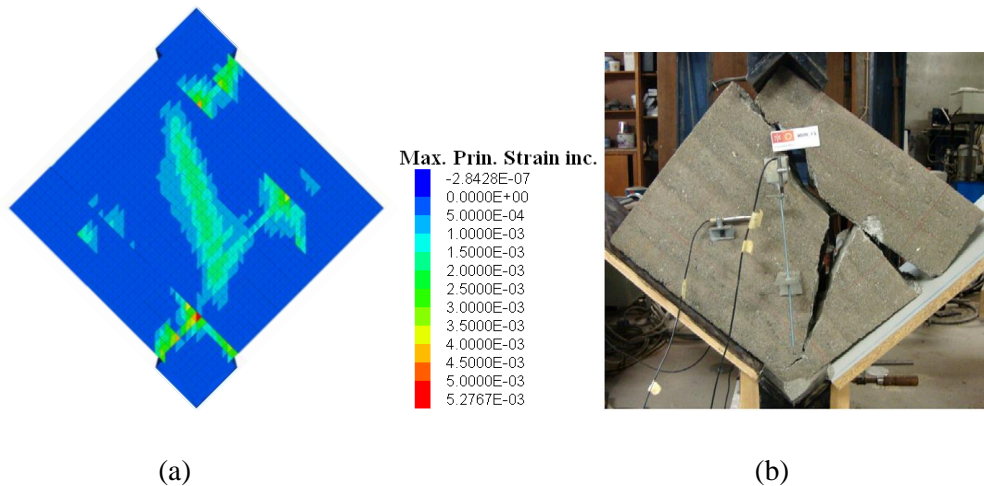 Max. Prin. Strain inc.
-2.8428E-07
0.0000E+00
5.0000E-04
1.0000E-03
1.5000E-03
2.0000E-03
2.5000E-03
3.0000E-03
3.5000E-03
4.0000E-03
4.5000E-03
5.0000E-03
5.2767E-03
(a)
(b)